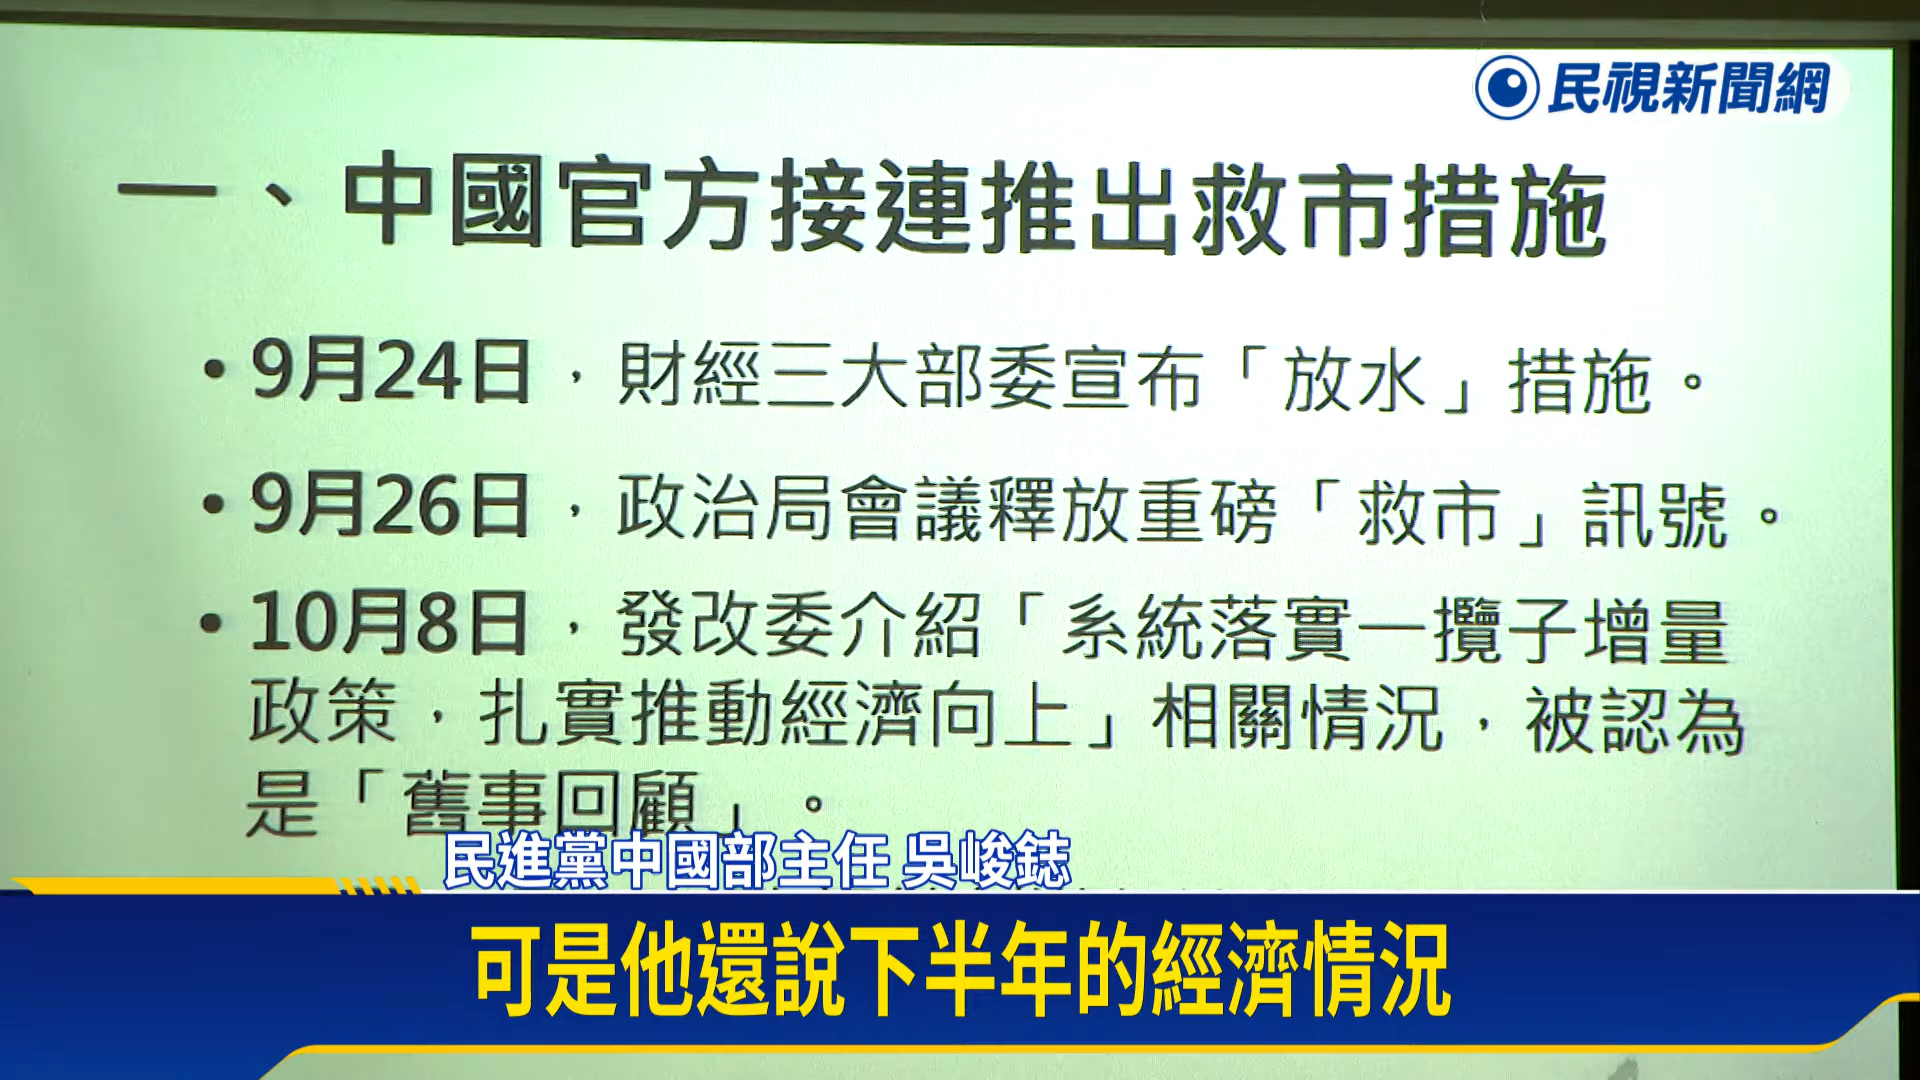 民視新聞網
一、中國官方接連推出救市措施
•9月24日，財經三大部委宣布「放水」措施。
•9月26日，政治局會議釋放重磅「救市」訊號。
•10月8日，發改委介紹「系統落實一攬子增量
政策，扎實推動經濟向上」相關情況，被認為
是「舊事回顧」。
民進黨中國部主任 吳峻鋕
可是他還說下半年的經濟情況